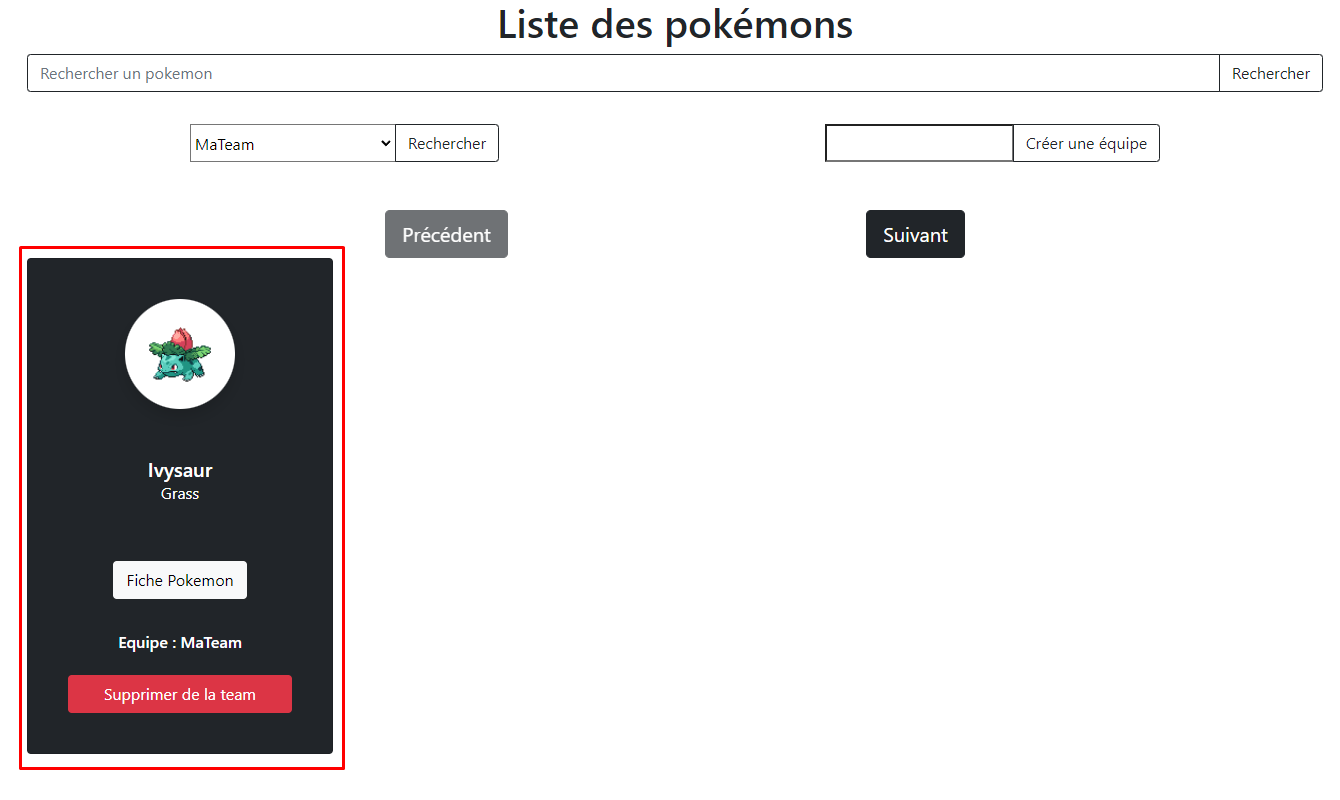 Liste des pokémons
Rechercher un pokemon
Rechercher
MaTeam
Rechercher
Créer une équipe
Précédent
Suivant
Ivysaur
Grass
Fiche Pokemon
Equipe : MaTeam
Supprimer de la team